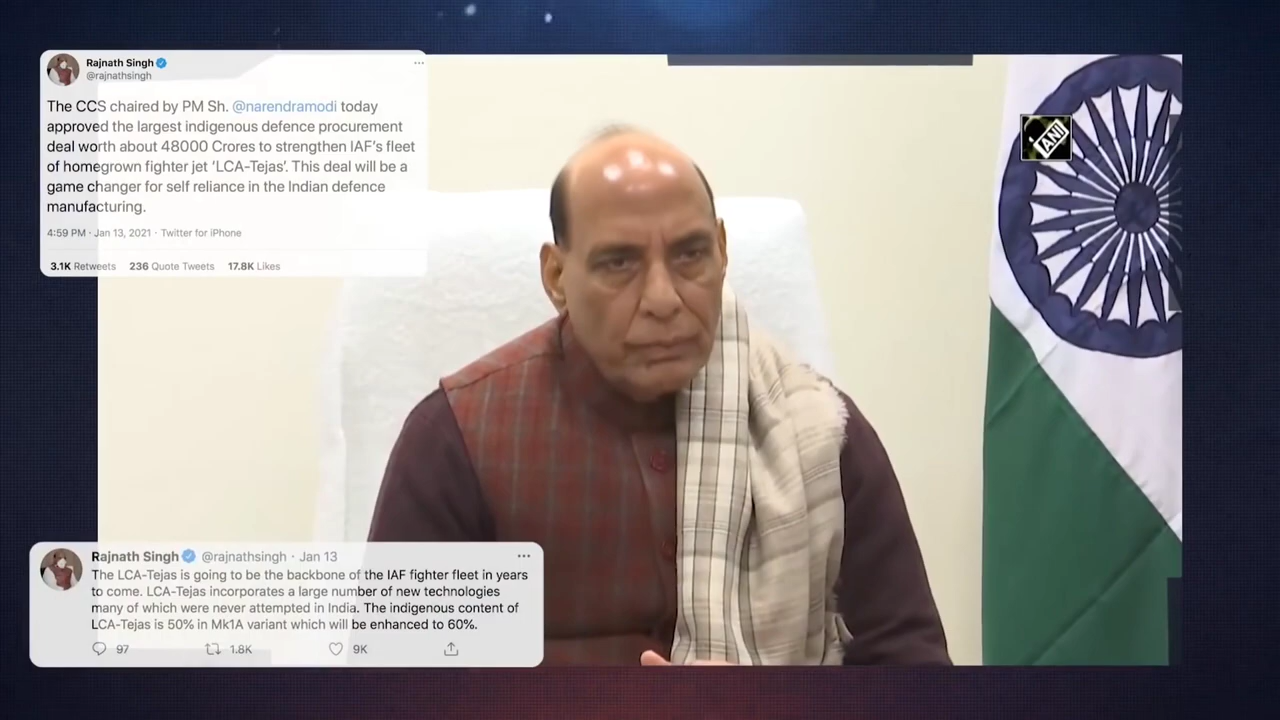 Rajnath Singh
@rajnathsingh
The CCS chaired by PM Sh. @narendramodi today
approved the largest indigenous defence procurement
deal worth about 48000 Crores to strengthen IAF's fleet
of homegrown fighter jet 'LCA-Tejas'. This deal will be a
game changer for self reliance in the Indian defence
manufacturing.
4:59 PM · Jan 13, 2021 · Twitter for iPhone
3.1K Retweets 236 Quote Tweets 17.8K Likes
ANI
Rajnath Singh @rajnathsingh · Jan 13
The LCA-Tejas is going to be the backbone of the IAF fighter fleet in years
to come. LCA-Tejas incorporates a large number of new technologies
many of which were never attempted in India. The indigenous content of
LCA-Tejas is 50% in Mk1A variant which will be enhanced to 60%.
97 1.8K 9K